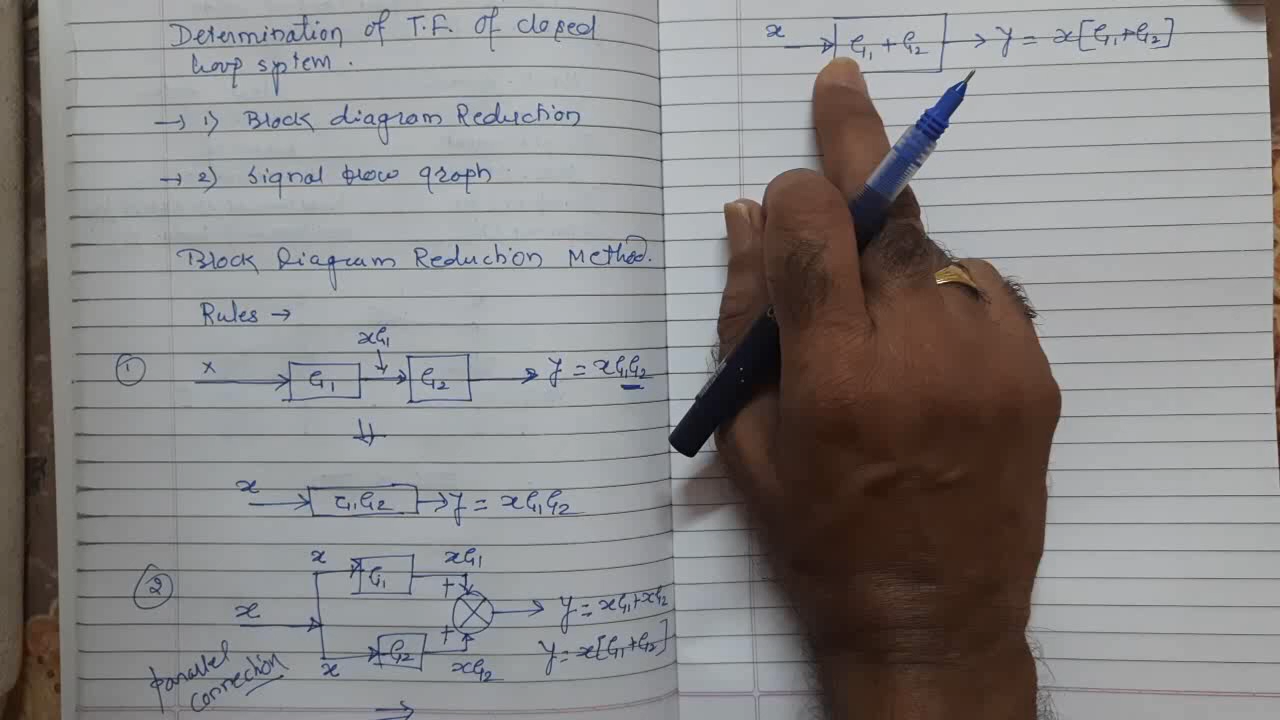 Determination of T.F. of closed
loop sptem.
→ 1) Block diagram Reduction
→ 2) Signal flow graph
Block Diagram Reduction Method.
Rules →
① x G1 xG1 G2 y = xG1G2
⇓
x G1G2 y = xG1G2
② x x G1 xG1 + y = xG1+xG2
x G2 xG2 + y = x[G1+G2]
parallel
connection
⇒
x G1 + G2 y = x[G1+G2]